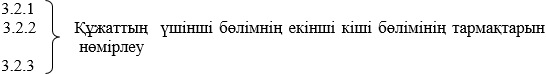 3.2.1
3.2.2 Құжаттың үшінші бөлімнің екінші кіші бөлімінің тармақтарын
нөмірлеу
3.2.3